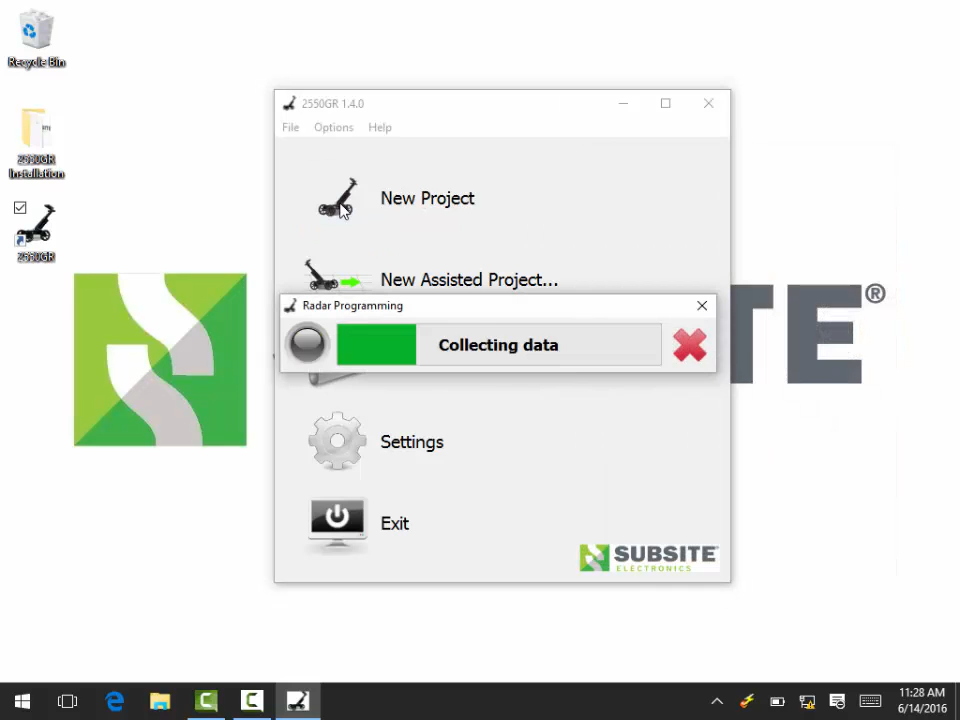 Recycle Bin
2550GR
Installation
2550GR
2550GR 1.4.0
File Options Help
New Project
New Assisted Project...
Radar Programming
Collecting data
Settings
Exit
SUBSITE®
ELECTRONICS
TE®
11:28 AM
6/14/2016